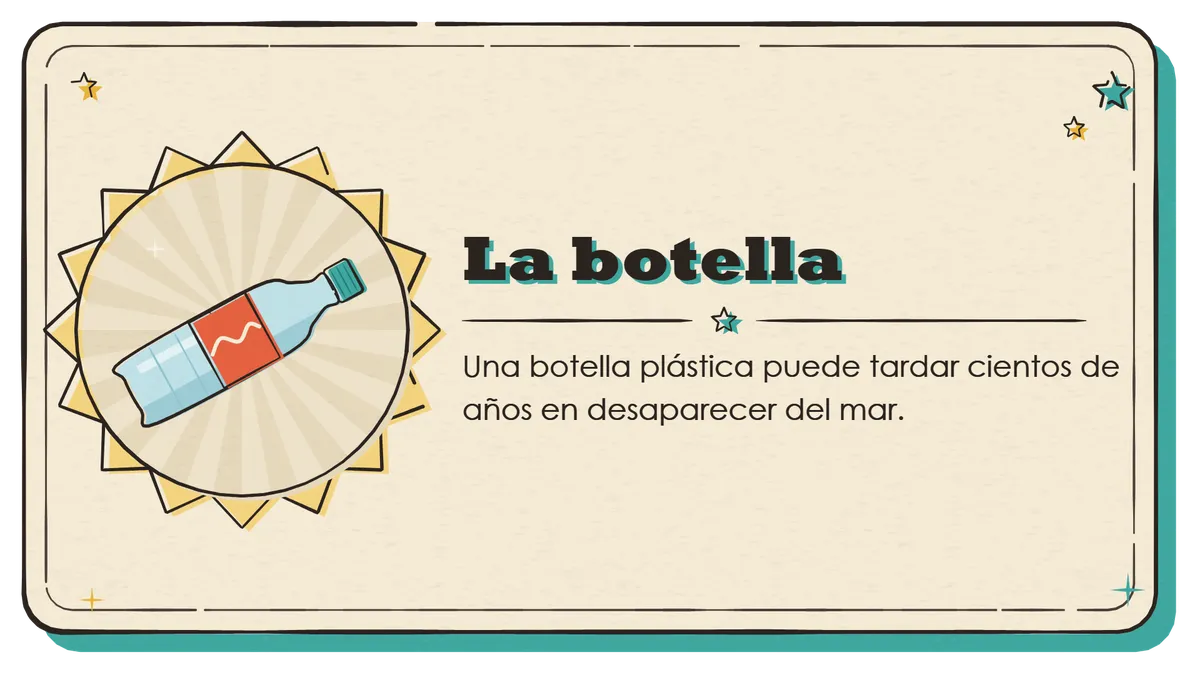 La botella
Una botella plástica puede tardar cientos de
años en desaparecer del mar.